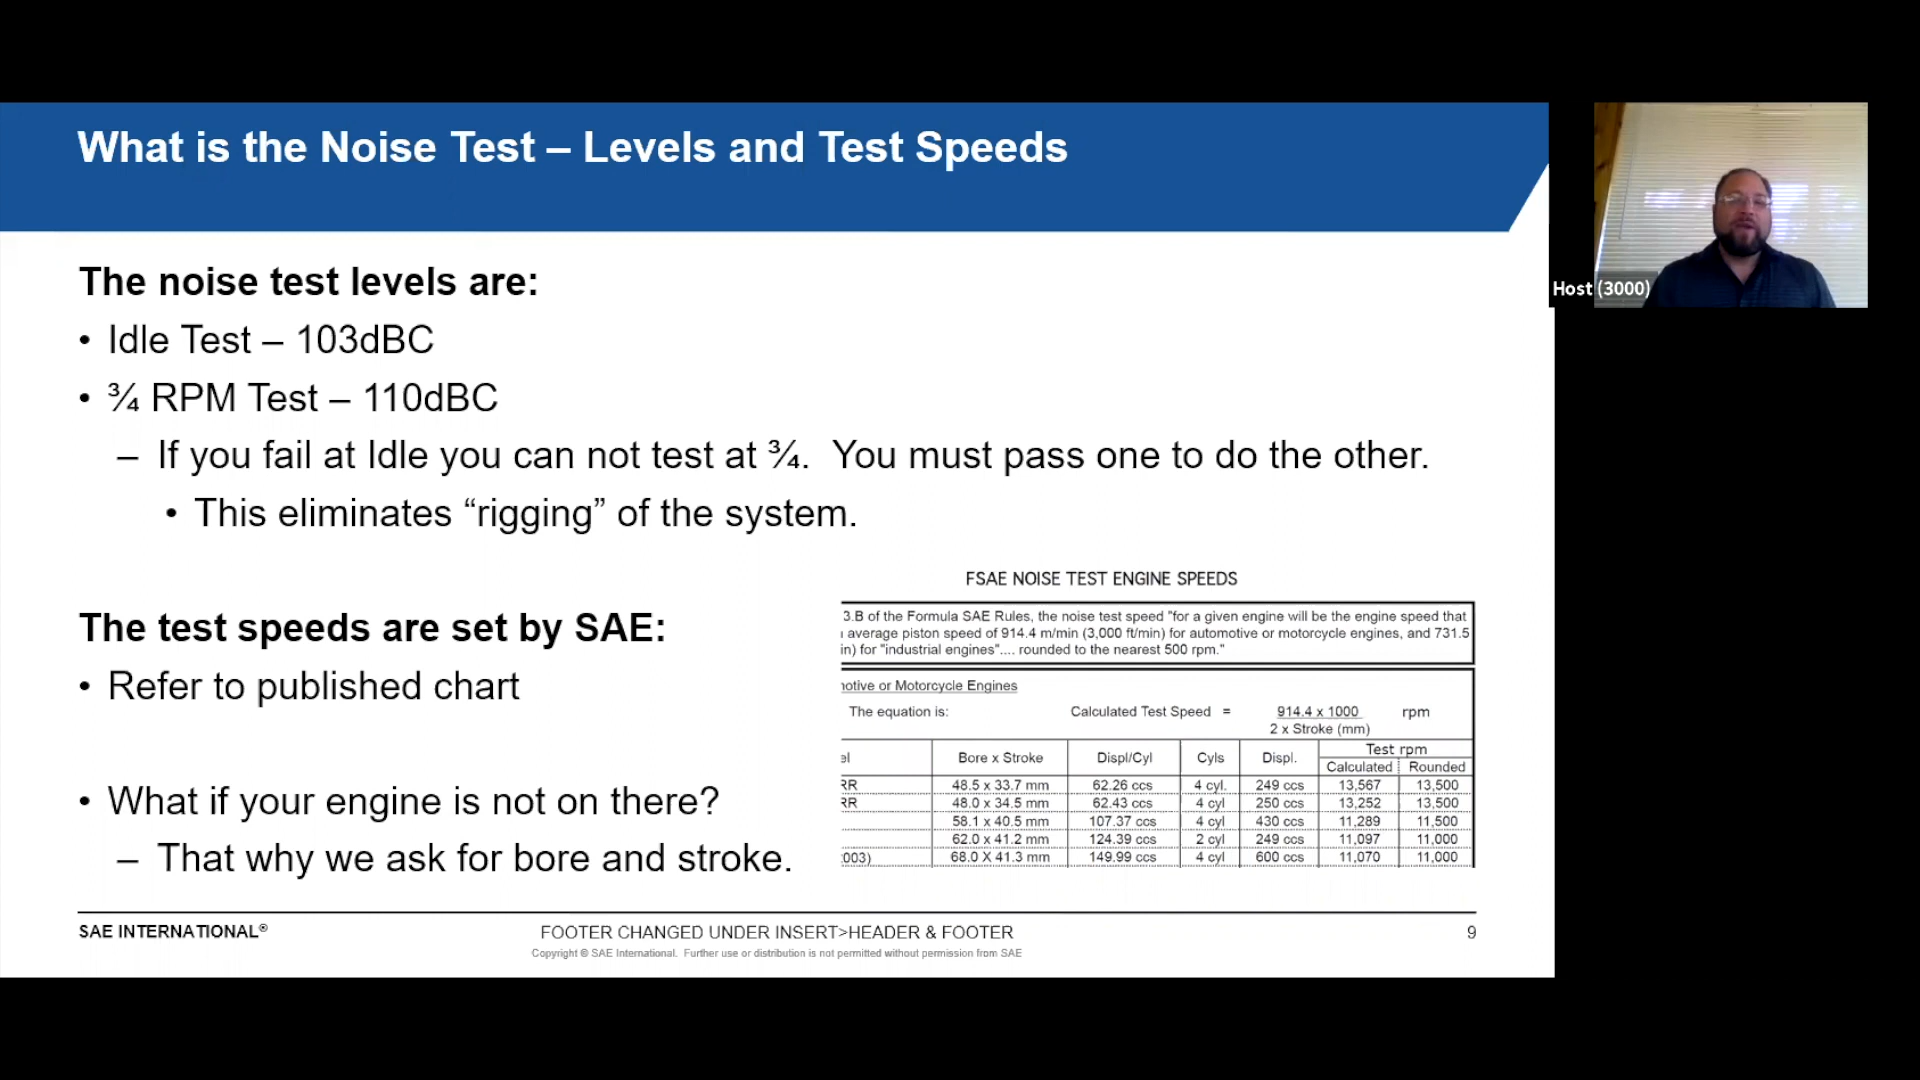 What is the Noise Test – Levels and Test Speeds
Host (3000)
The noise test levels are:
• Idle Test – 103dBC
• ¾ RPM Test – 110dBC
– If you fail at Idle you can not test at ¾.  You must pass one to do the other.
• This eliminates “rigging” of the system.
The test speeds are set by SAE:
• Refer to published chart
• What if your engine is not on there?
– That why we ask for bore and stroke.
FSAE NOISE TEST ENGINE SPEEDS
3.B of the Formula SAE Rules, the noise test speed "for a given engine will be the engine speed that
average piston speed of 914.4 m/min (3,000 ft/min) for automotive or motorcycle engines, and 731.5
in) for "industrial engines".... rounded to the nearest 500 rpm."
otive or Motorcycle Engines
The equation is: Calculated Test Speed = 914.4 x 1000 rpm
2 x Stroke (mm)
el Bore x Stroke Displ/Cyl Cyls Displ. Test rpm
Calculated Rounded
RR 48.5 x 33.7 mm 62.26 ccs 4 cyl. 249 ccs 13,567 13,500
RR 48.0 x 34.5 mm 62.43 ccs 4 cyl 250 ccs 13,252 13,500
58.1 x 40.5 mm 107.37 ccs 4 cyl 430 ccs 11,289 11,500
62.0 x 41.2 mm 124.39 ccs 2 cyl 249 ccs 11,097 11,000
003) 68.0 X 41.3 mm 149.99 ccs 4 cyl 600 ccs 11,070 11,000
SAE INTERNATIONAL® FOOTER CHANGED UNDER INSERT>HEADER & FOOTER 9
Copyright © SAE International.  Further use or distribution is not permitted without permission from SAE